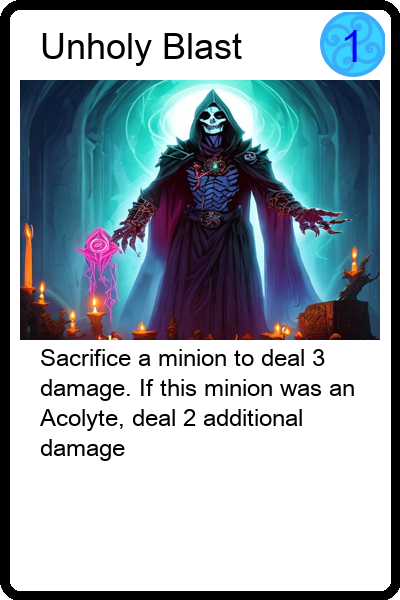 Unholy Blast
1
Sacrifice a minion to deal 3
damage. If this minion was an
Acolyte, deal 2 additional
damage